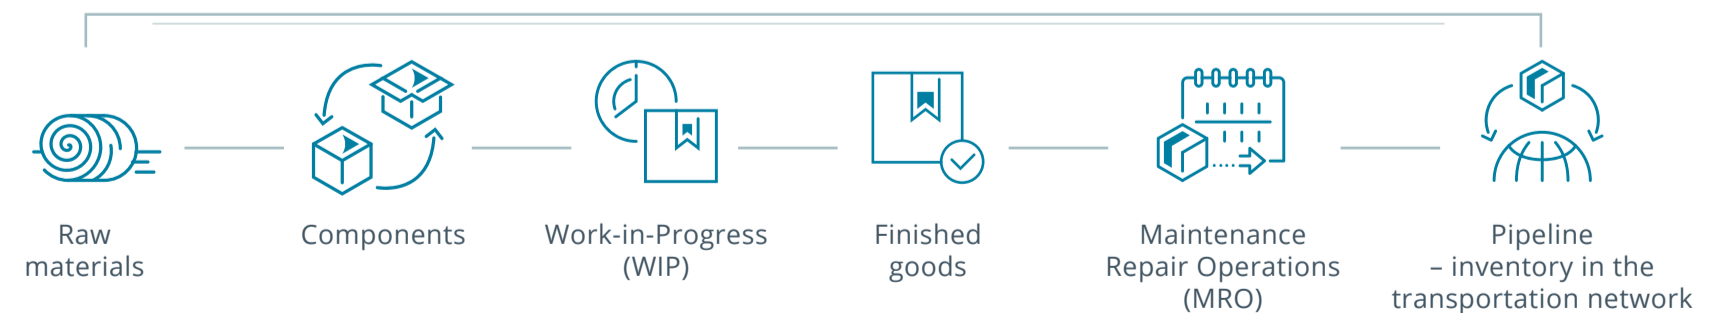 Raw
materials
Components
Work-in-Progress
(WIP)
Finished
goods
Maintenance
Repair Operations
(MRO)
Pipeline
– inventory in the
transportation network